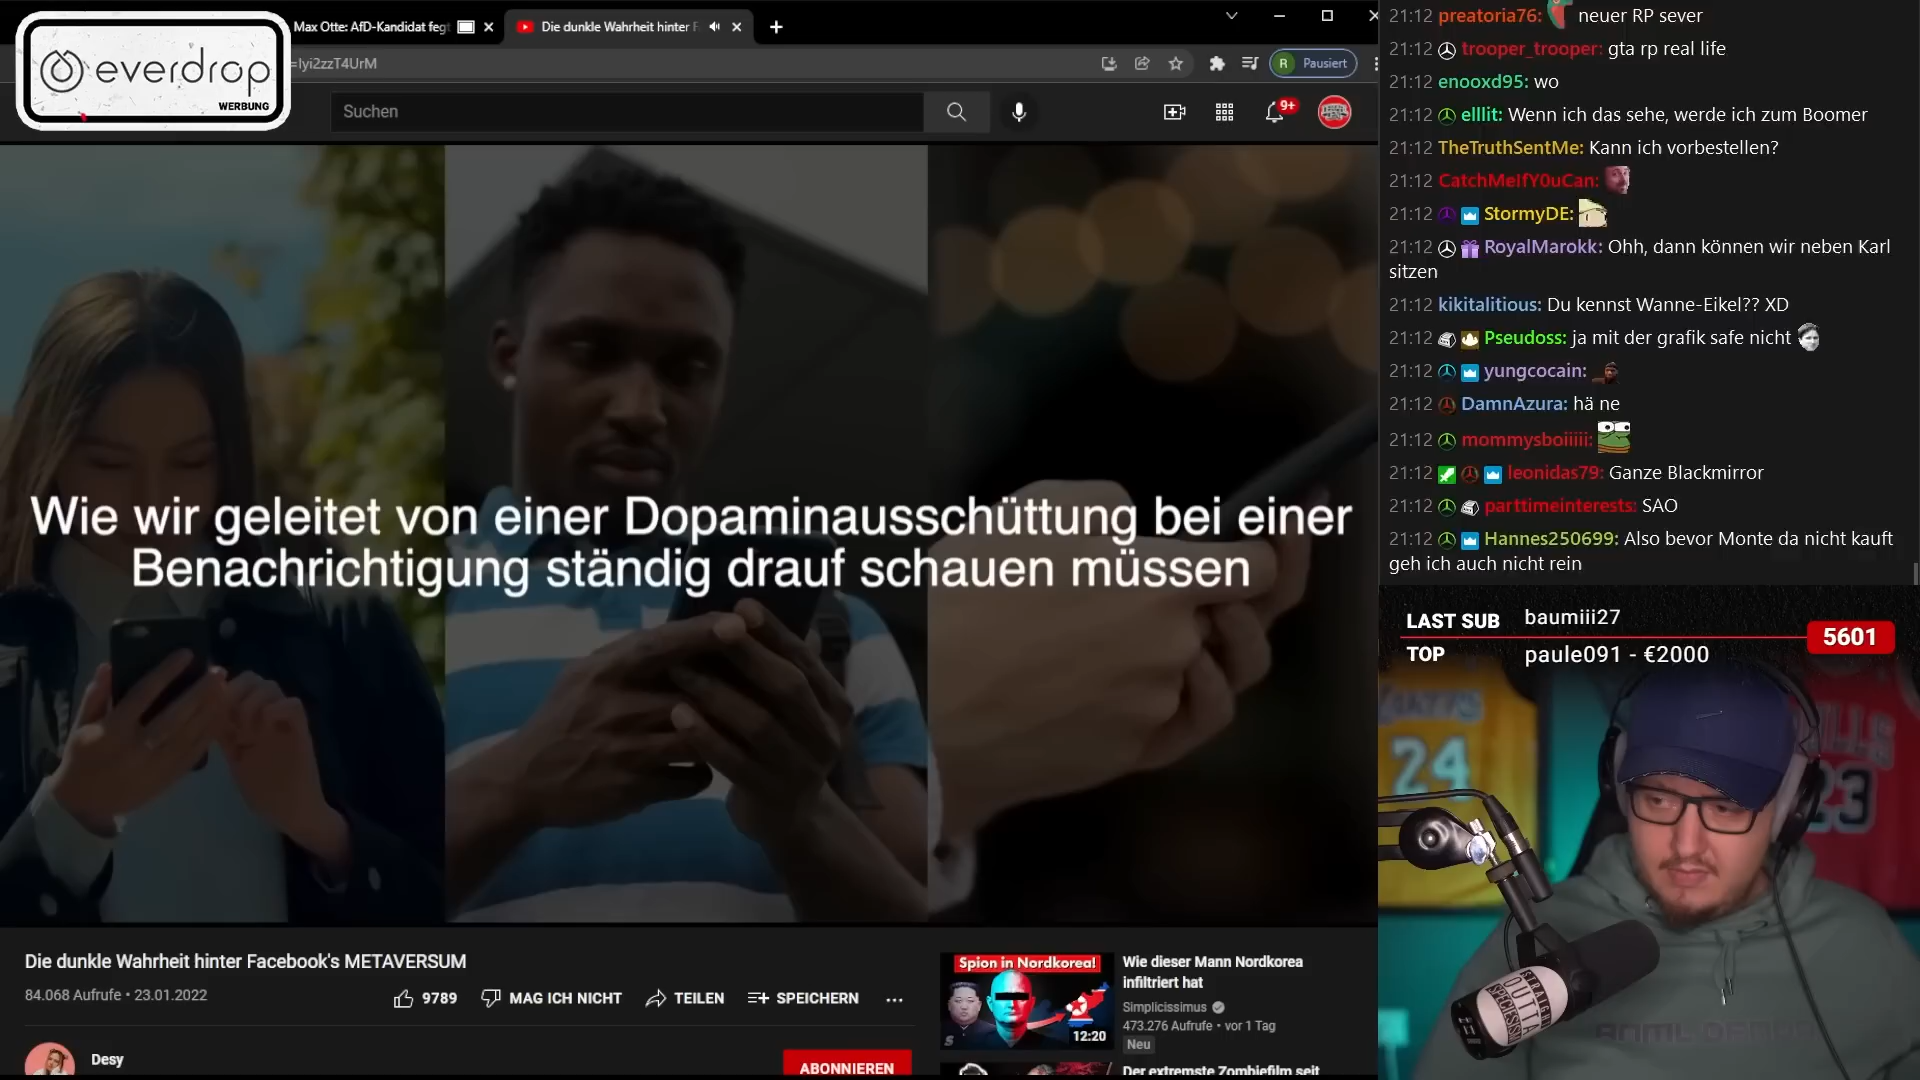 everdrop
WERBUNG
Max Otte: AfD-Kandidat fegt
Die dunkle Wahrheit hinter F
=lyi2zzT4UrM
R Pausiert
Suchen
9+
Wie wir geleitet von einer Dopaminausschüttung bei einer
Benachrichtigung ständig drauf schauen müssen
Die dunkle Wahrheit hinter Facebook's METAVERSUM
84.068 Aufrufe • 23.01.2022
9789
MAG ICH NICHT
TEILEN
SPEICHERN
Desy
ABONNIEREN
Spion in Nordkorea!
12:20
Wie dieser Mann Nordkorea
infiltriert hat
Simplicissimus
473.276 Aufrufe • vor 1 Tag
Neu
Der extremste Zombiefilm seit
21:12 preatoria76: neuer RP sever
21:12 trooper_trooper: gta rp real life
21:12 enooxd95: wo
21:12 elllit: Wenn ich das sehe, werde ich zum Boomer
21:12 TheTruthSentMe: Kann ich vorbestellen?
21:12 CatchMeIfY0uCan:
21:12 StormyDE:
21:12 RoyalMarokk: Ohh, dann können wir neben Karl
sitzen
21:12 kikitalitious: Du kennst Wanne-Eikel?? XD
21:12 Pseudoss: ja mit der grafik safe nicht
21:12 yungcocain:
21:12 DamnAzura: hä ne
21:12 mommysboiiiii:
21:12 leonidas79: Ganze Blackmirror
21:12 parttimeinterests: SAO
21:12 Hannes250699: Also bevor Monte da nicht kauft
geh ich auch nicht rein
LAST SUB baumiii27
5601
TOP paule091 - €2000
24
23
STRAIGHT
OUTTA